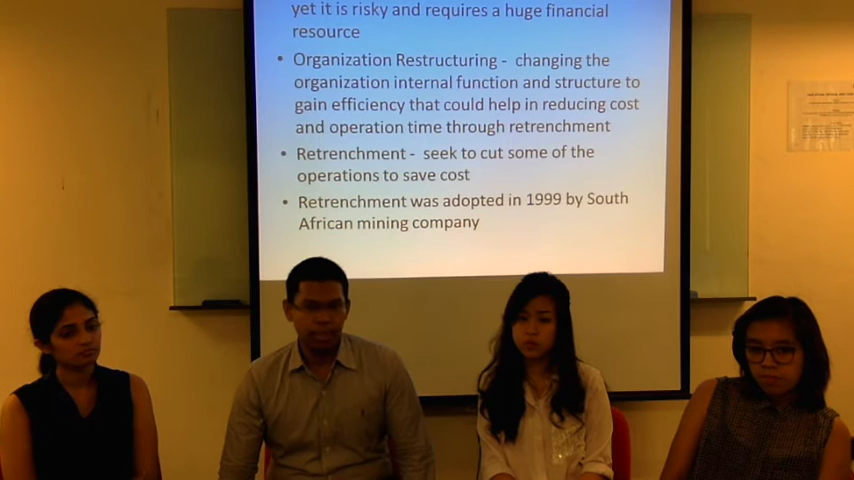 yet it is risky and requires a huge financial
resource
• Organization Restructuring - changing the
organization internal function and structure to
gain efficiency that could help in reducing cost
and operation time through retrenchment
• Retrenchment - seek to cut some of the
operations to save cost
• Retrenchment was adopted in 1999 by South
African mining company